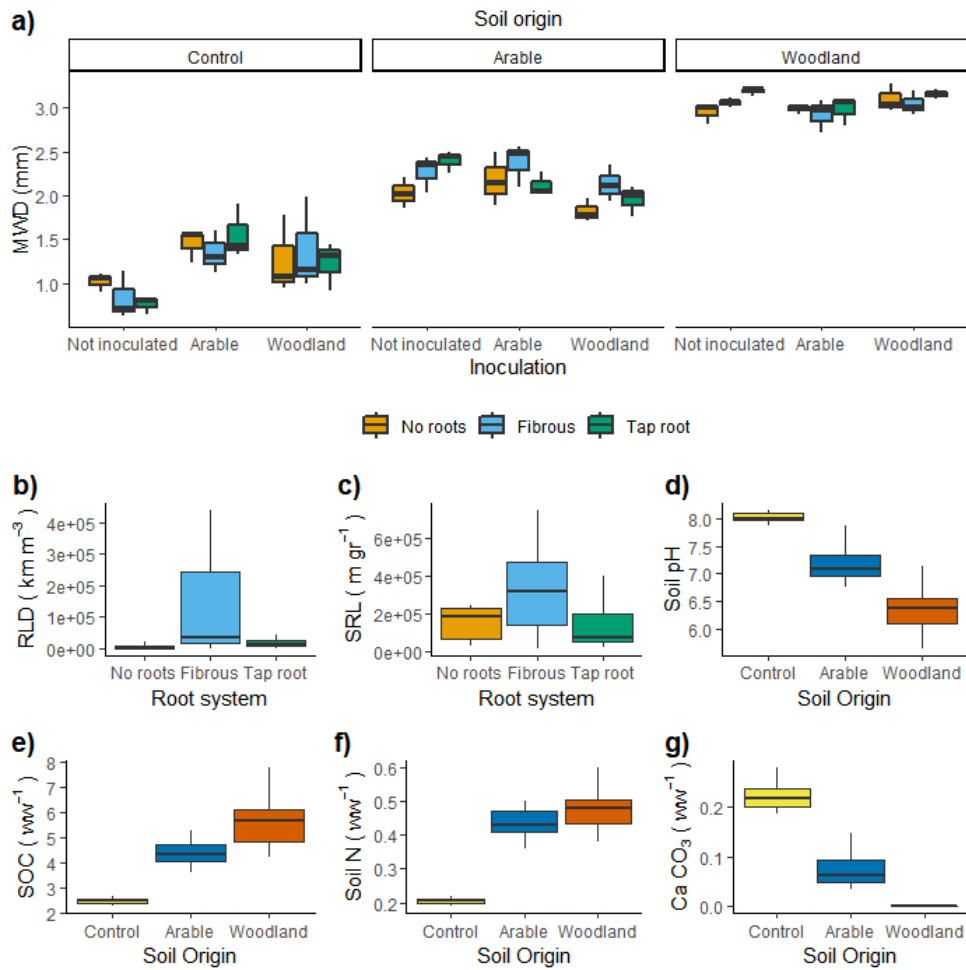 a)
Soil origin
Control Arable Woodland
MWD (mm)
3.0
2.5
2.0
1.5
1.0
Not inoculated Arable Woodland Not inoculated Arable Woodland Not inoculated Arable Woodland
Inoculation
No roots Fibrous Tap root
b)
RLD ( km m⁻³ )
4e+05
3e+05
2e+05
1e+05
0e+00
No roots Fibrous Tap root
Root system
c)
SRL ( m gr⁻¹ )
6e+05
4e+05
2e+05
0e+00
No roots Fibrous Tap root
Root system
d)
Soil pH
8.0
7.5
7.0
6.5
6.0
Control Arable Woodland
Soil Origin
e)
SOC ( ww⁻¹ )
8
7
6
5
4
3
2
Control Arable Woodland
Soil Origin
f)
Soil N ( ww⁻¹ )
0.6
0.5
0.4
0.3
0.2
Control Arable Woodland
Soil Origin
g)
Ca CO₃ ( ww⁻¹ )
0.2
0.1
0.0
Control Arable Woodland
Soil Origin